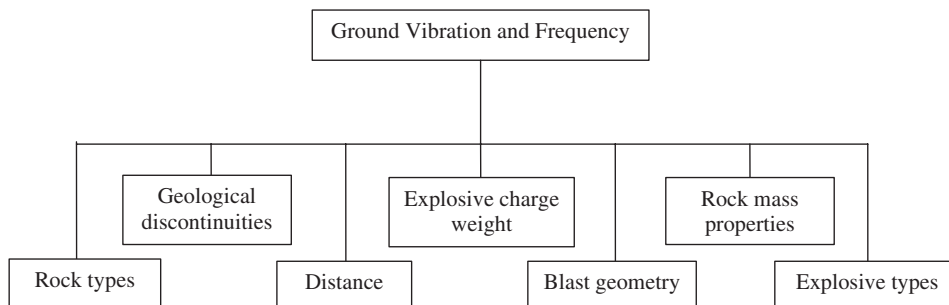 Ground Vibration and Frequency
Geological
discontinuities
Explosive charge
weight
Rock mass
properties
Rock types
Distance
Blast geometry
Explosive types